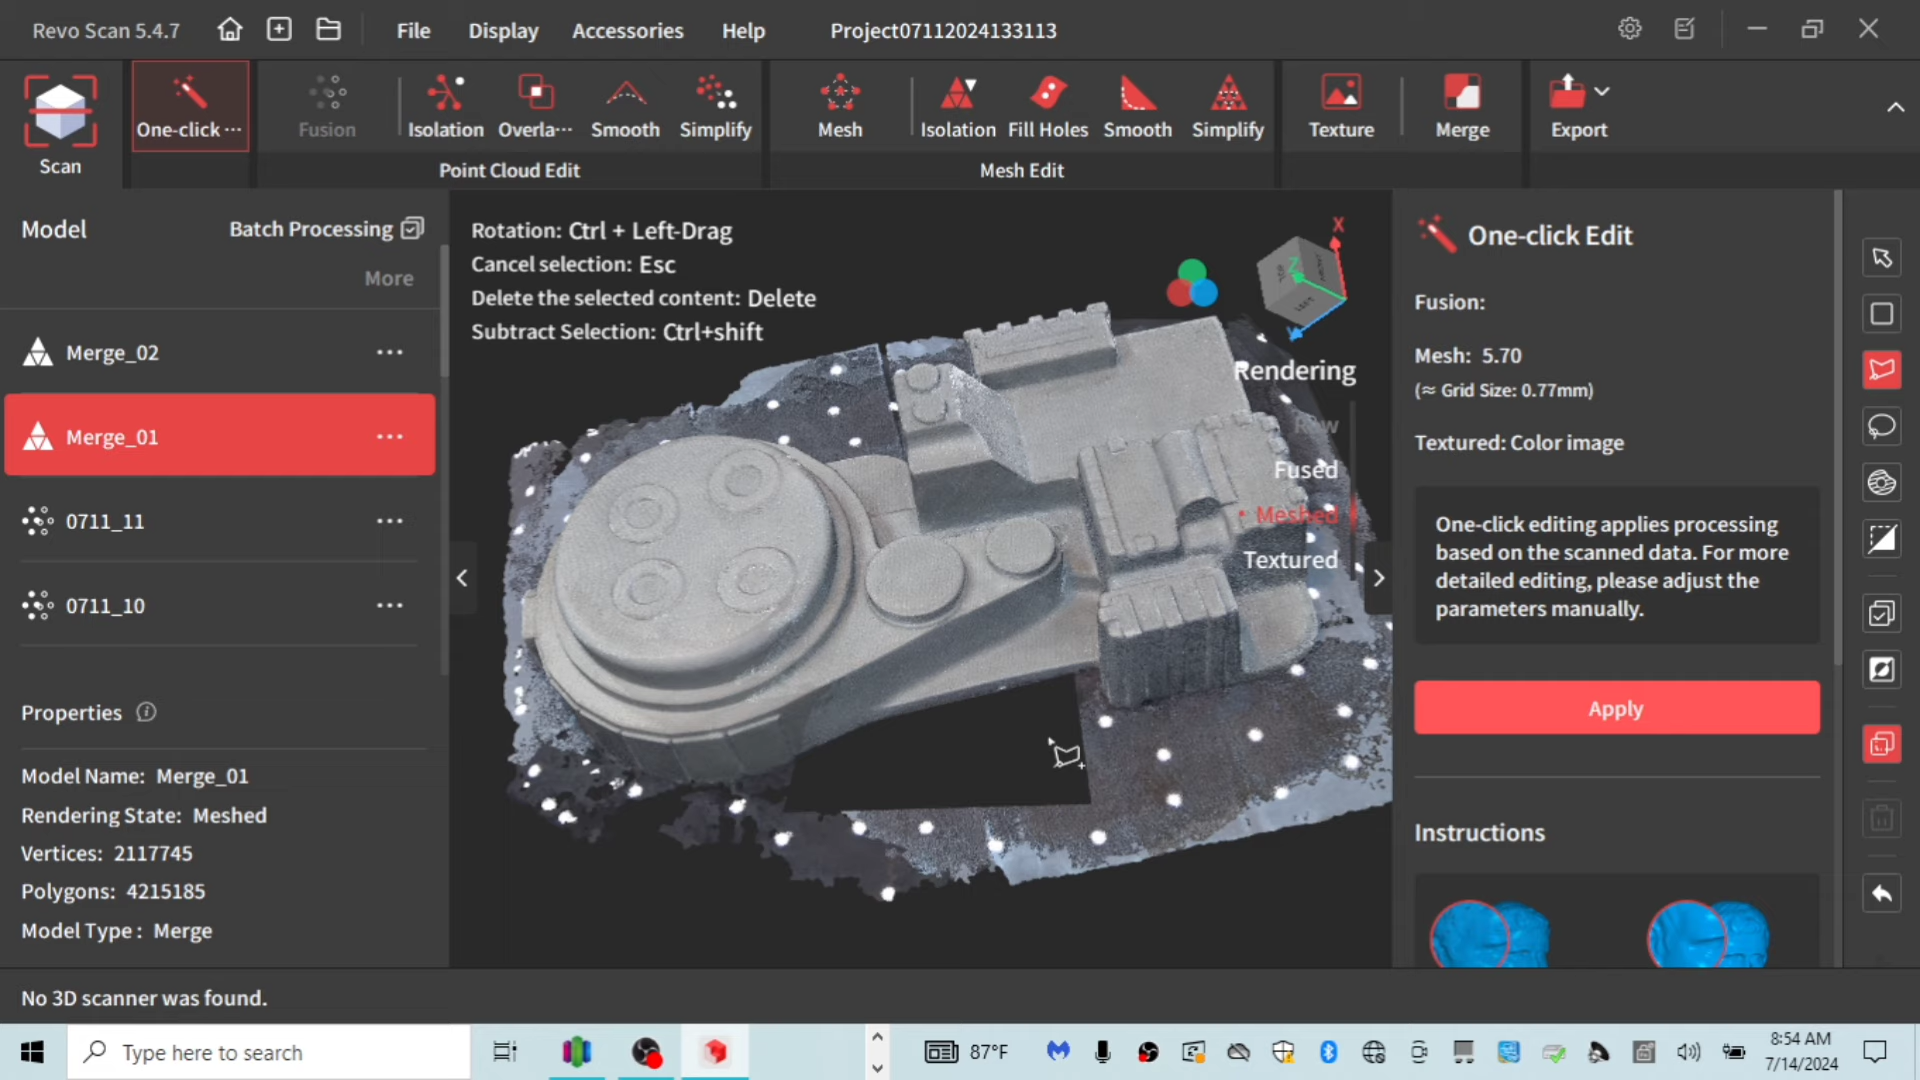 Revo Scan 5.4.7
File
Display
Accessories
Help
Project07112024133113
Scan
One-click ···
Fusion
Isolation
Overla···
Smooth
Simplify
Point Cloud Edit
Mesh
Isolation
Fill Holes
Smooth
Simplify
Mesh Edit
Texture
Merge
Export
Model
Batch Processing
More
Merge_02
Merge_01
0711_11
0711_10
Properties
Model Name: Merge_01
Rendering State: Meshed
Vertices: 2117745
Polygons: 4215185
Model Type : Merge
Rotation: Ctrl + Left-Drag
Cancel selection: Esc
Delete the selected content: Delete
Subtract Selection: Ctrl+shift
X
Z
Y
LEFT
Rendering
Raw
Fused
Meshed
Textured
One-click Edit
Fusion:
Mesh: 5.70
(≈ Grid Size: 0.77mm)
Textured: Color image
One-click editing applies processing
based on the scanned data. For more
detailed editing, please adjust the
parameters manually.
Apply
Instructions
No 3D scanner was found.
Type here to search
87°F
8:54 AM
7/14/2024